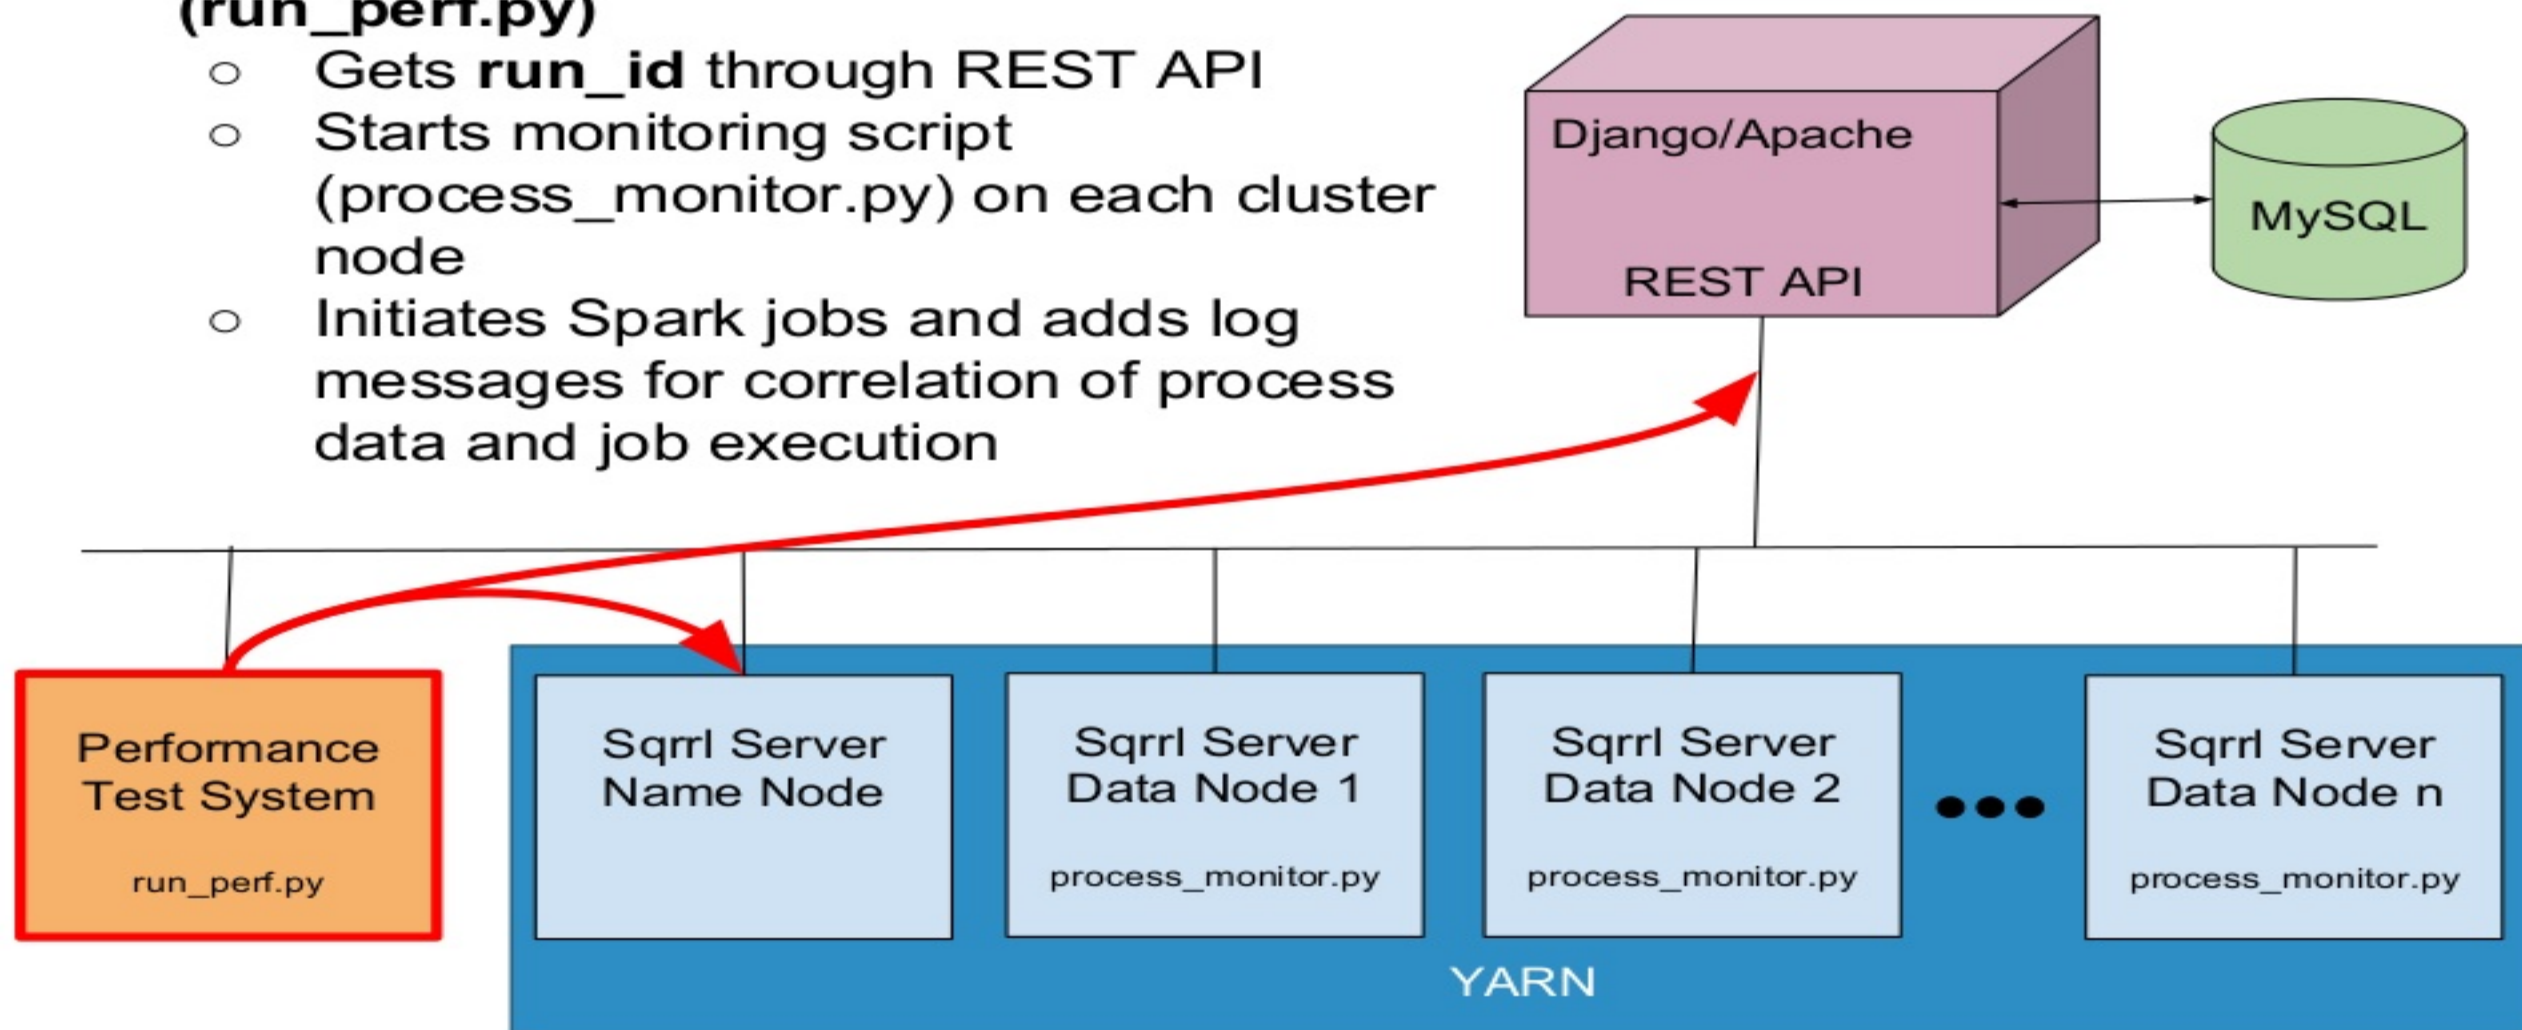 (run_perf.py)
○ Gets run_id through REST API
○ Starts monitoring script
(process_monitor.py) on each cluster
node
○ Initiates Spark jobs and adds log
messages for correlation of process
data and job execution
Django/Apache
REST API
MySQL
Performance
Test System
run_perf.py
Sqrrl Server
Name Node
Sqrrl Server
Data Node 1
process_monitor.py
Sqrrl Server
Data Node 2
process_monitor.py
Sqrrl Server
Data Node n
process_monitor.py
YARN